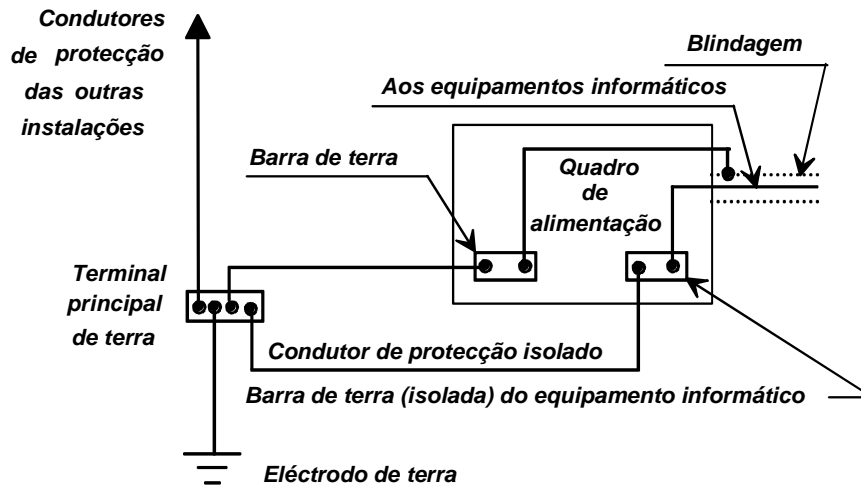 Condutores
de protecção
das outras
instalações
Blindagem
Aos equipamentos informáticos
Barra de terra
Quadro
de
alimentação
Terminal
principal
de terra
Condutor de protecção isolado
Barra de terra (isolada) do equipamento informático
Eléctrodo de terra